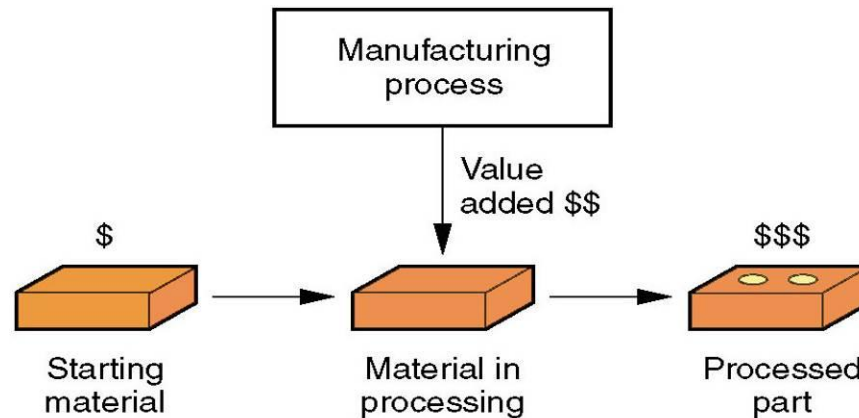 Manufacturing
process
Value
added $$
$
$$$
Starting
material
Material in
processing
Processed
part